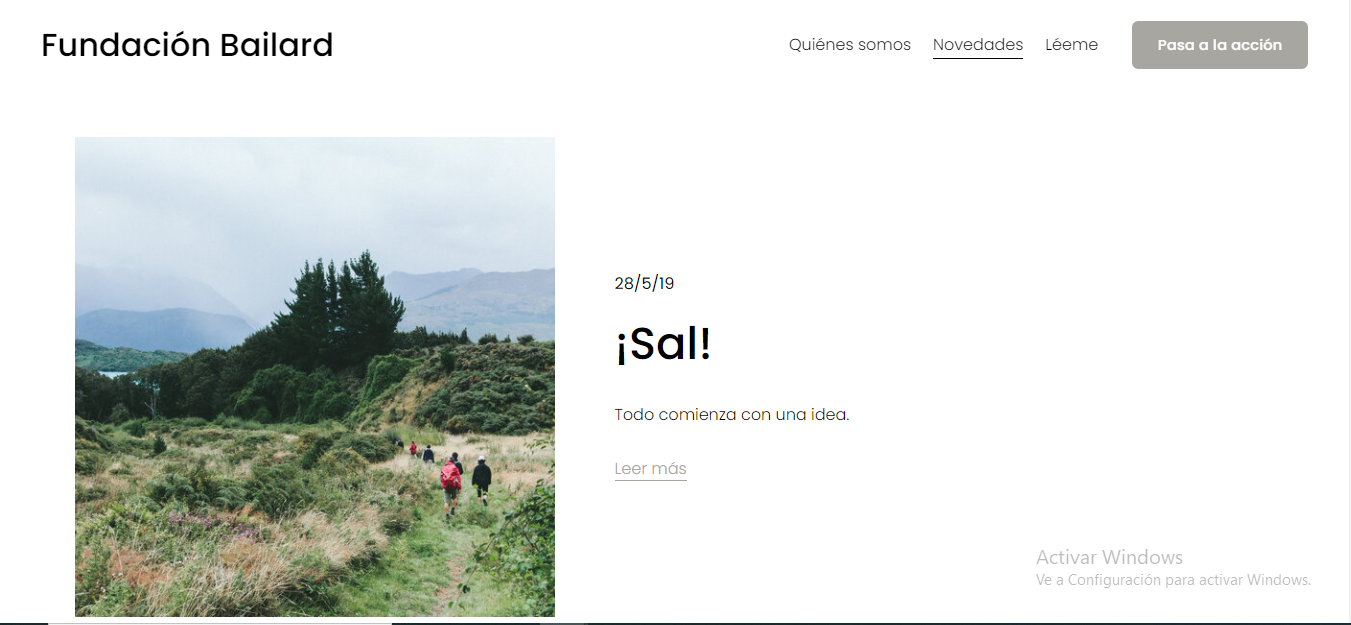 Fundación Bailard
Quiénes somos Novedades Léeme Pasa a la acción
28/5/19
¡Sal!
Todo comienza con una idea.
Leer más
Activar Windows
Ve a Configuración para activar Windows.